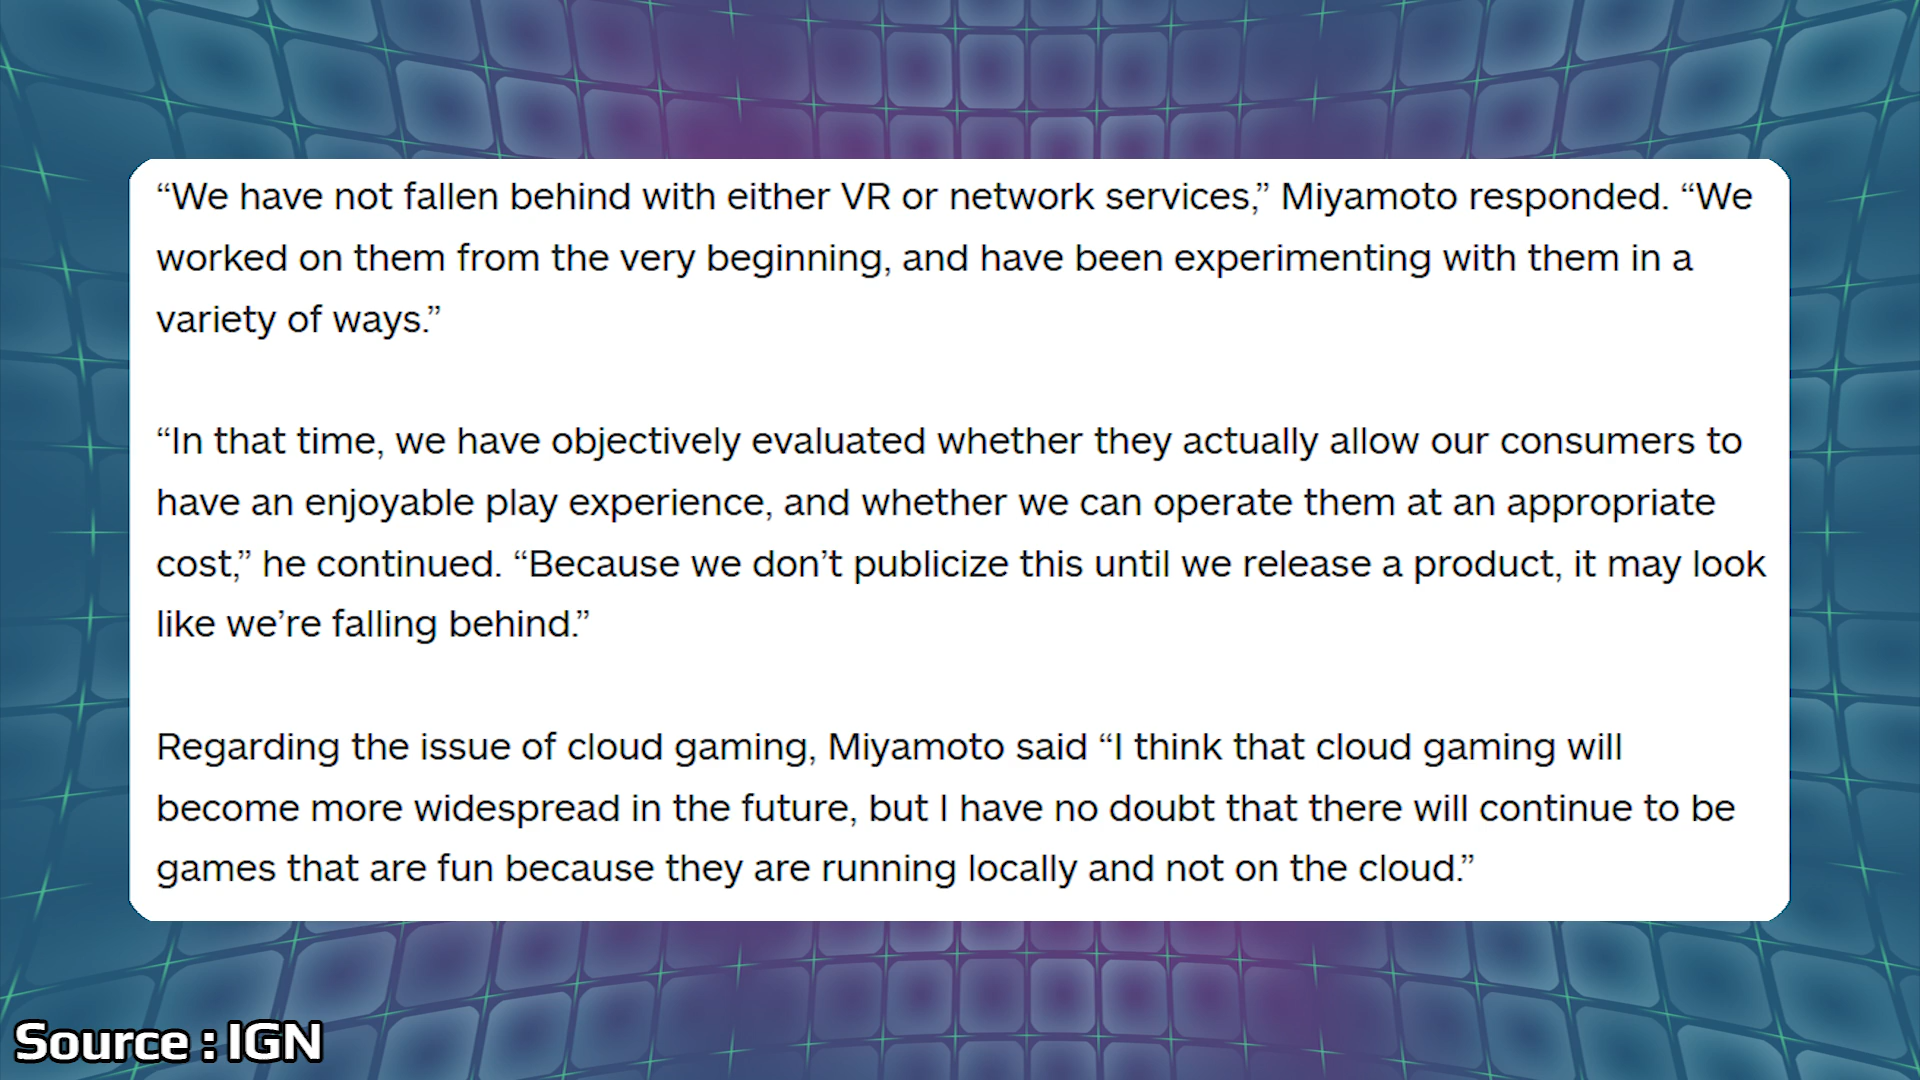 “We have not fallen behind with either VR or network services,” Miyamoto responded. “We
worked on them from the very beginning, and have been experimenting with them in a
variety of ways.”
“In that time, we have objectively evaluated whether they actually allow our consumers to
have an enjoyable play experience, and whether we can operate them at an appropriate
cost,” he continued. “Because we don’t publicize this until we release a product, it may look
like we’re falling behind.”
Regarding the issue of cloud gaming, Miyamoto said “I think that cloud gaming will
become more widespread in the future, but I have no doubt that there will continue to be
games that are fun because they are running locally and not on the cloud.”
Source : IGN